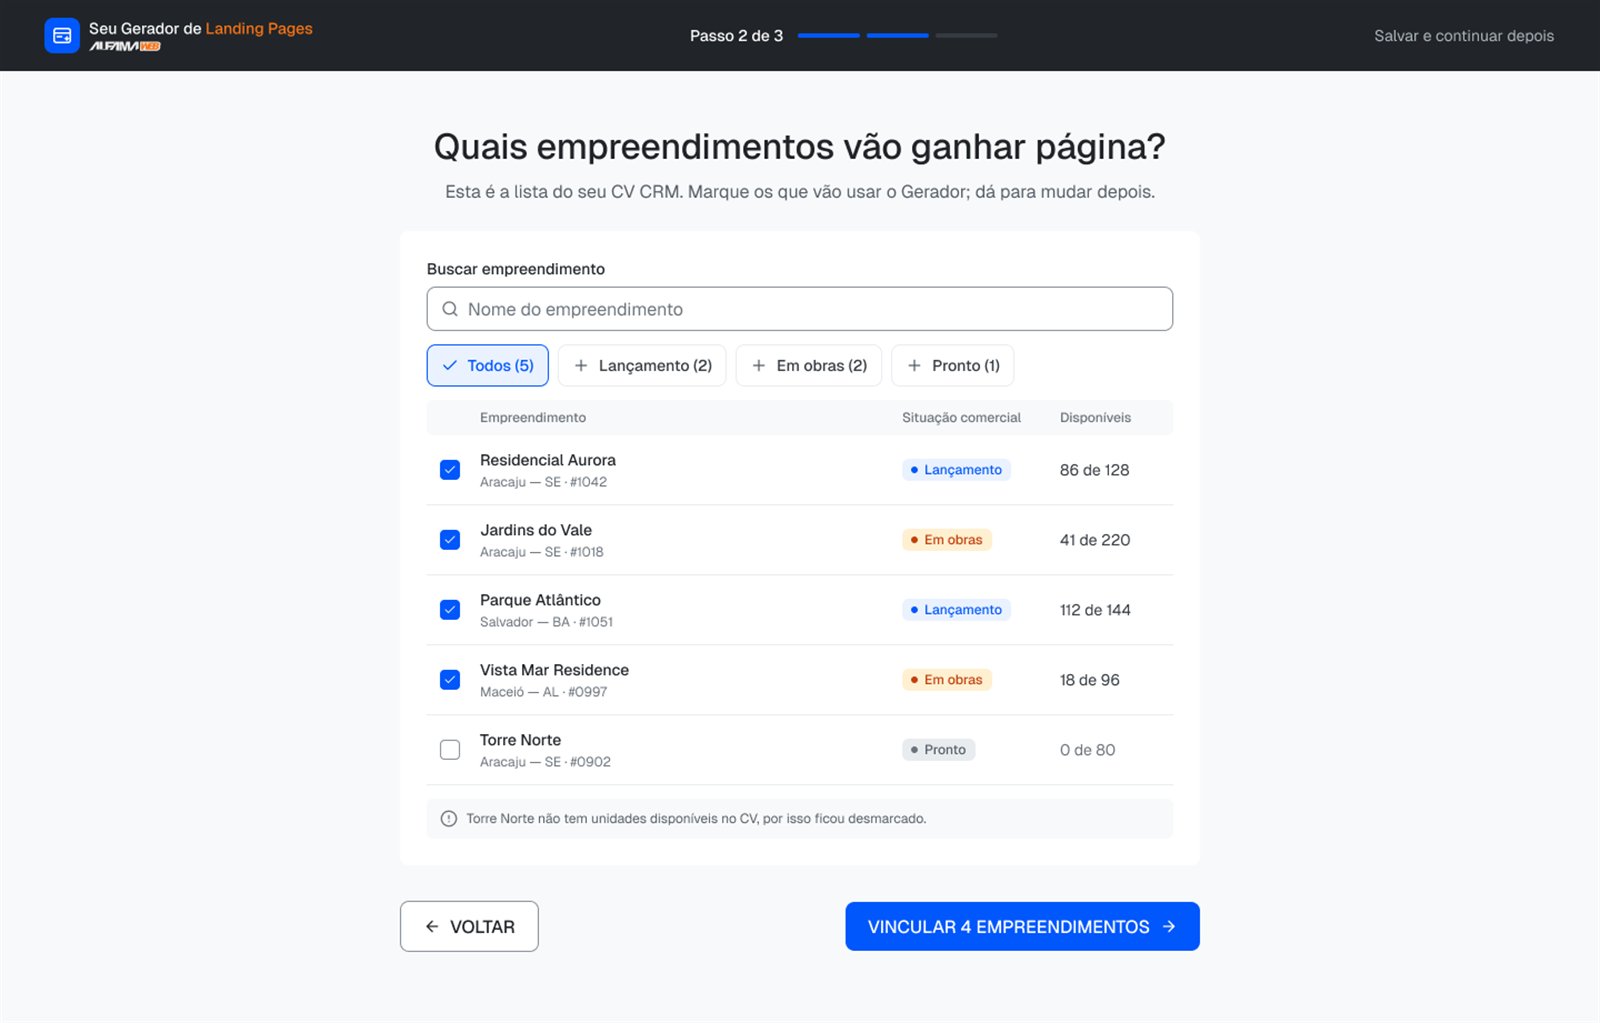 Seu Gerador de Landing Pages
ALFAMA WEB
Passo 2 de 3
Salvar e continuar depois
Quais empreendimentos vão ganhar página?
Esta é a lista do seu CV CRM. Marque os que vão usar o Gerador; dá para mudar depois.
Buscar empreendimento
Nome do empreendimento
Todos (5)
Lançamento (2)
Em obras (2)
Pronto (1)
Empreendimento Situação comercial Disponíveis
Residencial Aurora
Aracaju — SE · #1042
Lançamento
86 de 128
Jardins do Vale
Aracaju — SE · #1018
Em obras
41 de 220
Parque Atlântico
Salvador — BA · #1051
Lançamento
112 de 144
Vista Mar Residence
Maceió — AL · #0997
Em obras
18 de 96
Torre Norte
Aracaju — SE · #0902
Pronto
0 de 80
Torre Norte não tem unidades disponíveis no CV, por isso ficou desmarcado.
VOLTAR
VINCULAR 4 EMPREENDIMENTOS